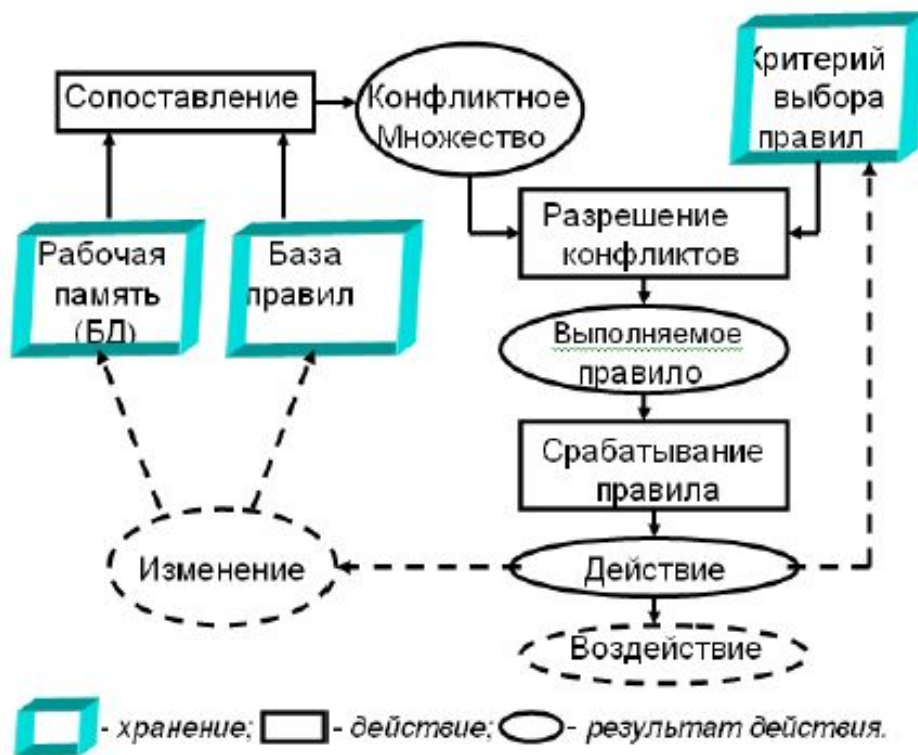 Сопоставление
Конфликтное
Множество
Критерий
выбора
правил
Рабочая
память
(БД)
База
правил
Разрешение
конфликтов
Выполняемое
правило
Срабатывание
правила
Изменение
Действие
Воздействие
- хранение; - действие; - результат действия.